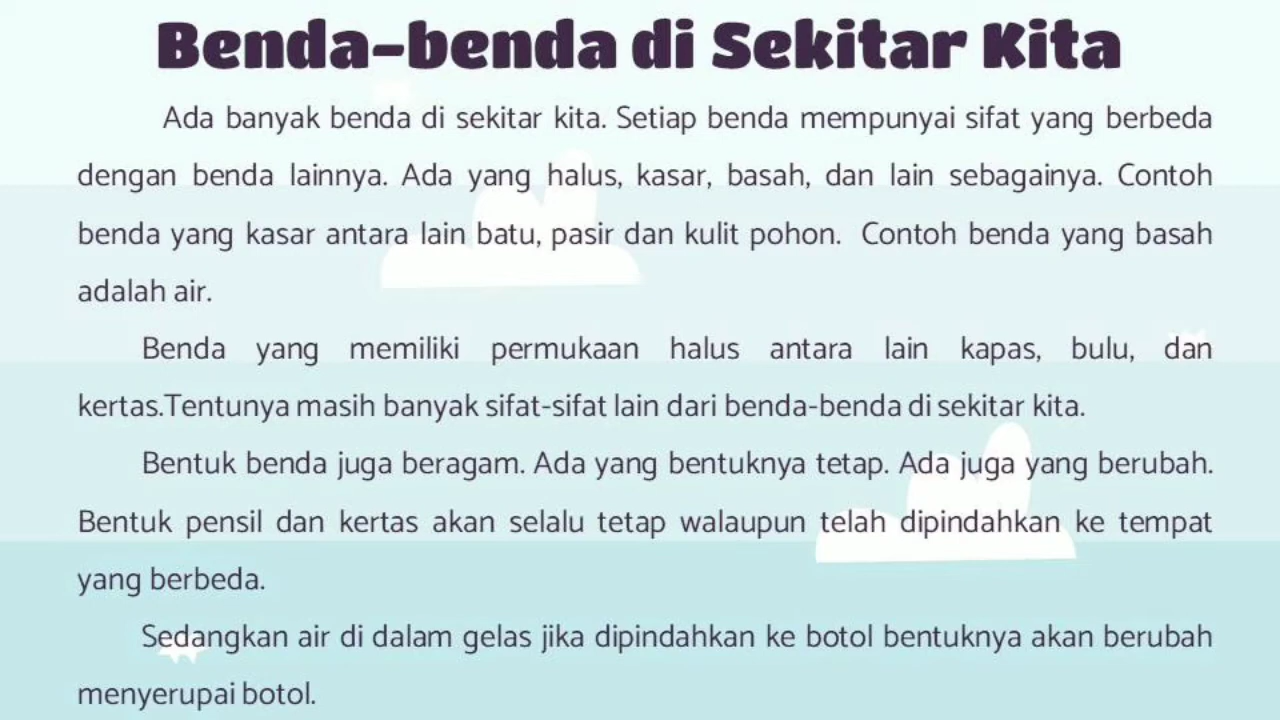 Benda-benda di Sekitar Kita
Ada banyak benda di sekitar kita. Setiap benda mempunyai sifat yang berbeda
dengan benda lainnya. Ada yang halus, kasar, basah, dan lain sebagainya. Contoh
benda yang kasar antara lain batu, pasir dan kulit pohon. Contoh benda yang basah
adalah air.
Benda yang memiliki permukaan halus antara lain kapas, bulu, dan
kertas.Tentunya masih banyak sifat-sifat lain dari benda-benda di sekitar kita.
Bentuk benda juga beragam. Ada yang bentuknya tetap. Ada juga yang berubah.
Bentuk pensil dan kertas akan selalu tetap walaupun telah dipindahkan ke tempat
yang berbeda.
Sedangkan air di dalam gelas jika dipindahkan ke botol bentuknya akan berubah
menyerupai botol.